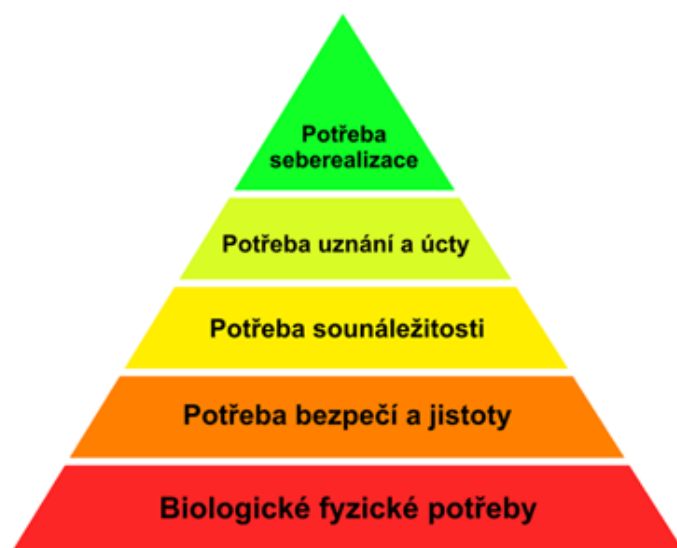 Potřeba
seberealizace
Potřeba uznání a úcty
Potřeba sounáležitosti
Potřeba bezpečí a jistoty
Biologické fyzické potřeby